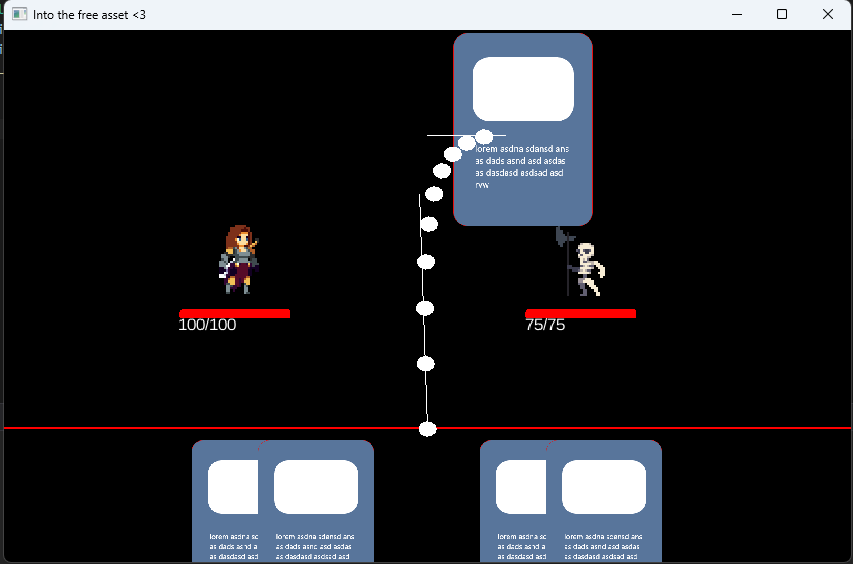 Into the free asset <3
lorem asdna sdansd ans
as dads asnd asd asdas
as dasdasd asdsad asd
rvw
100/100
75/75
lorem asdna sc
as dads asnd a
as dasdasd asd
lorem asdna sdensd ans
as dads asnd asd asdas
as dasdasd asdsad asd
lorem asdna sc
as dads asnd a
as dasdasd asd
lorem asdna scensd ans
as dads asnd asd asdas
as dasdasd asdsad asd